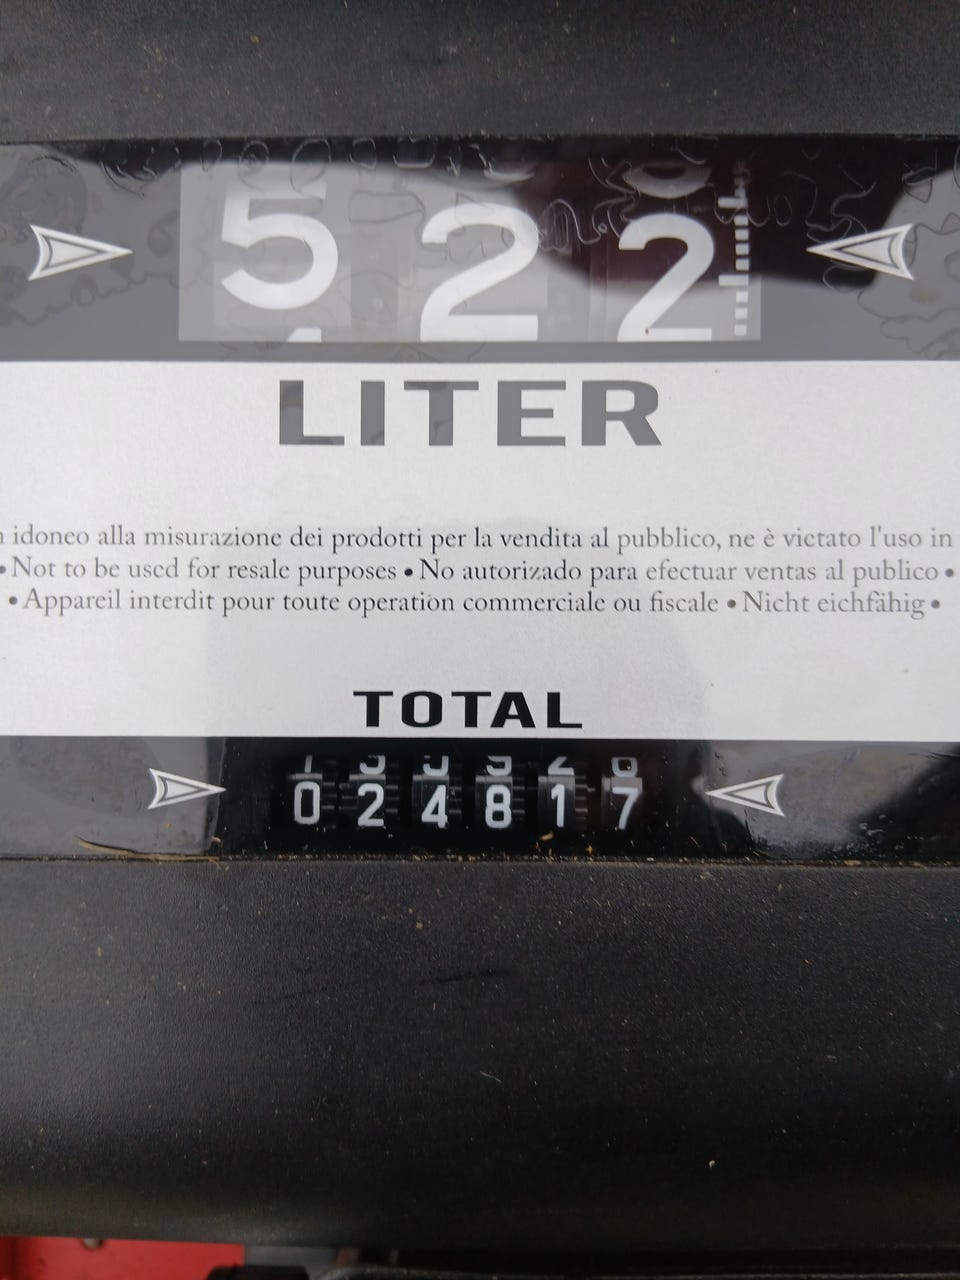 522
LITER
idoneo alla misurazione dei prodotti per la vendita al pubblico, ne è victato l'uso in
•Not to be used for resale purposes • No autorizado para efectuar ventas al publico •
•Appareil interdit pour toute operation commerciale ou fiscale • Nicht eichfähig •
TOTAL
024817